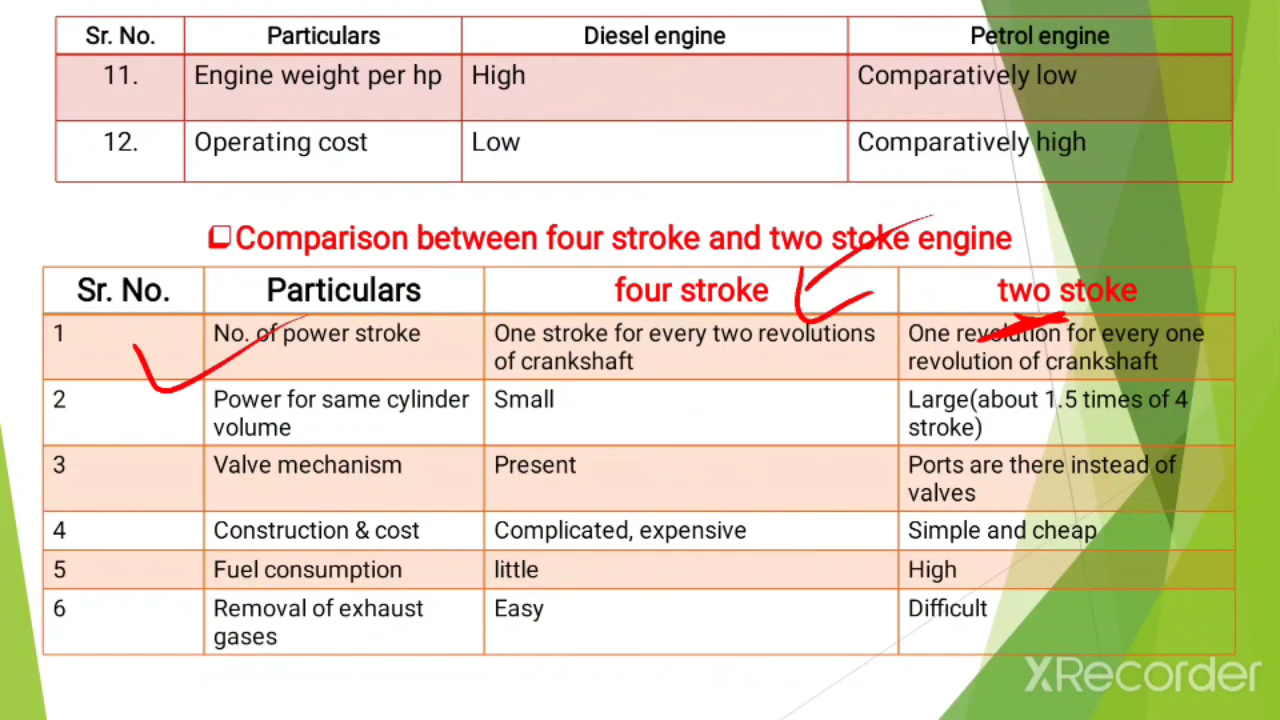 Sr. No. Particulars Diesel engine Petrol engine
11. Engine weight per hp High Comparatively low
12. Operating cost Low Comparatively high
Comparison between four stroke and two stoke engine
Sr. No. Particulars four stroke two stoke
1 No. of power stroke One stroke for every two revolutions One revolution for every one
of crankshaft revolution of crankshaft
2 Power for same cylinder Small Large(about 1.5 times of 4
volume stroke)
3 Valve mechanism Present Ports are there instead of
valves
4 Construction & cost Complicated, expensive Simple and cheap
5 Fuel consumption little High
6 Removal of exhaust Easy Difficult
gases
XRecorder